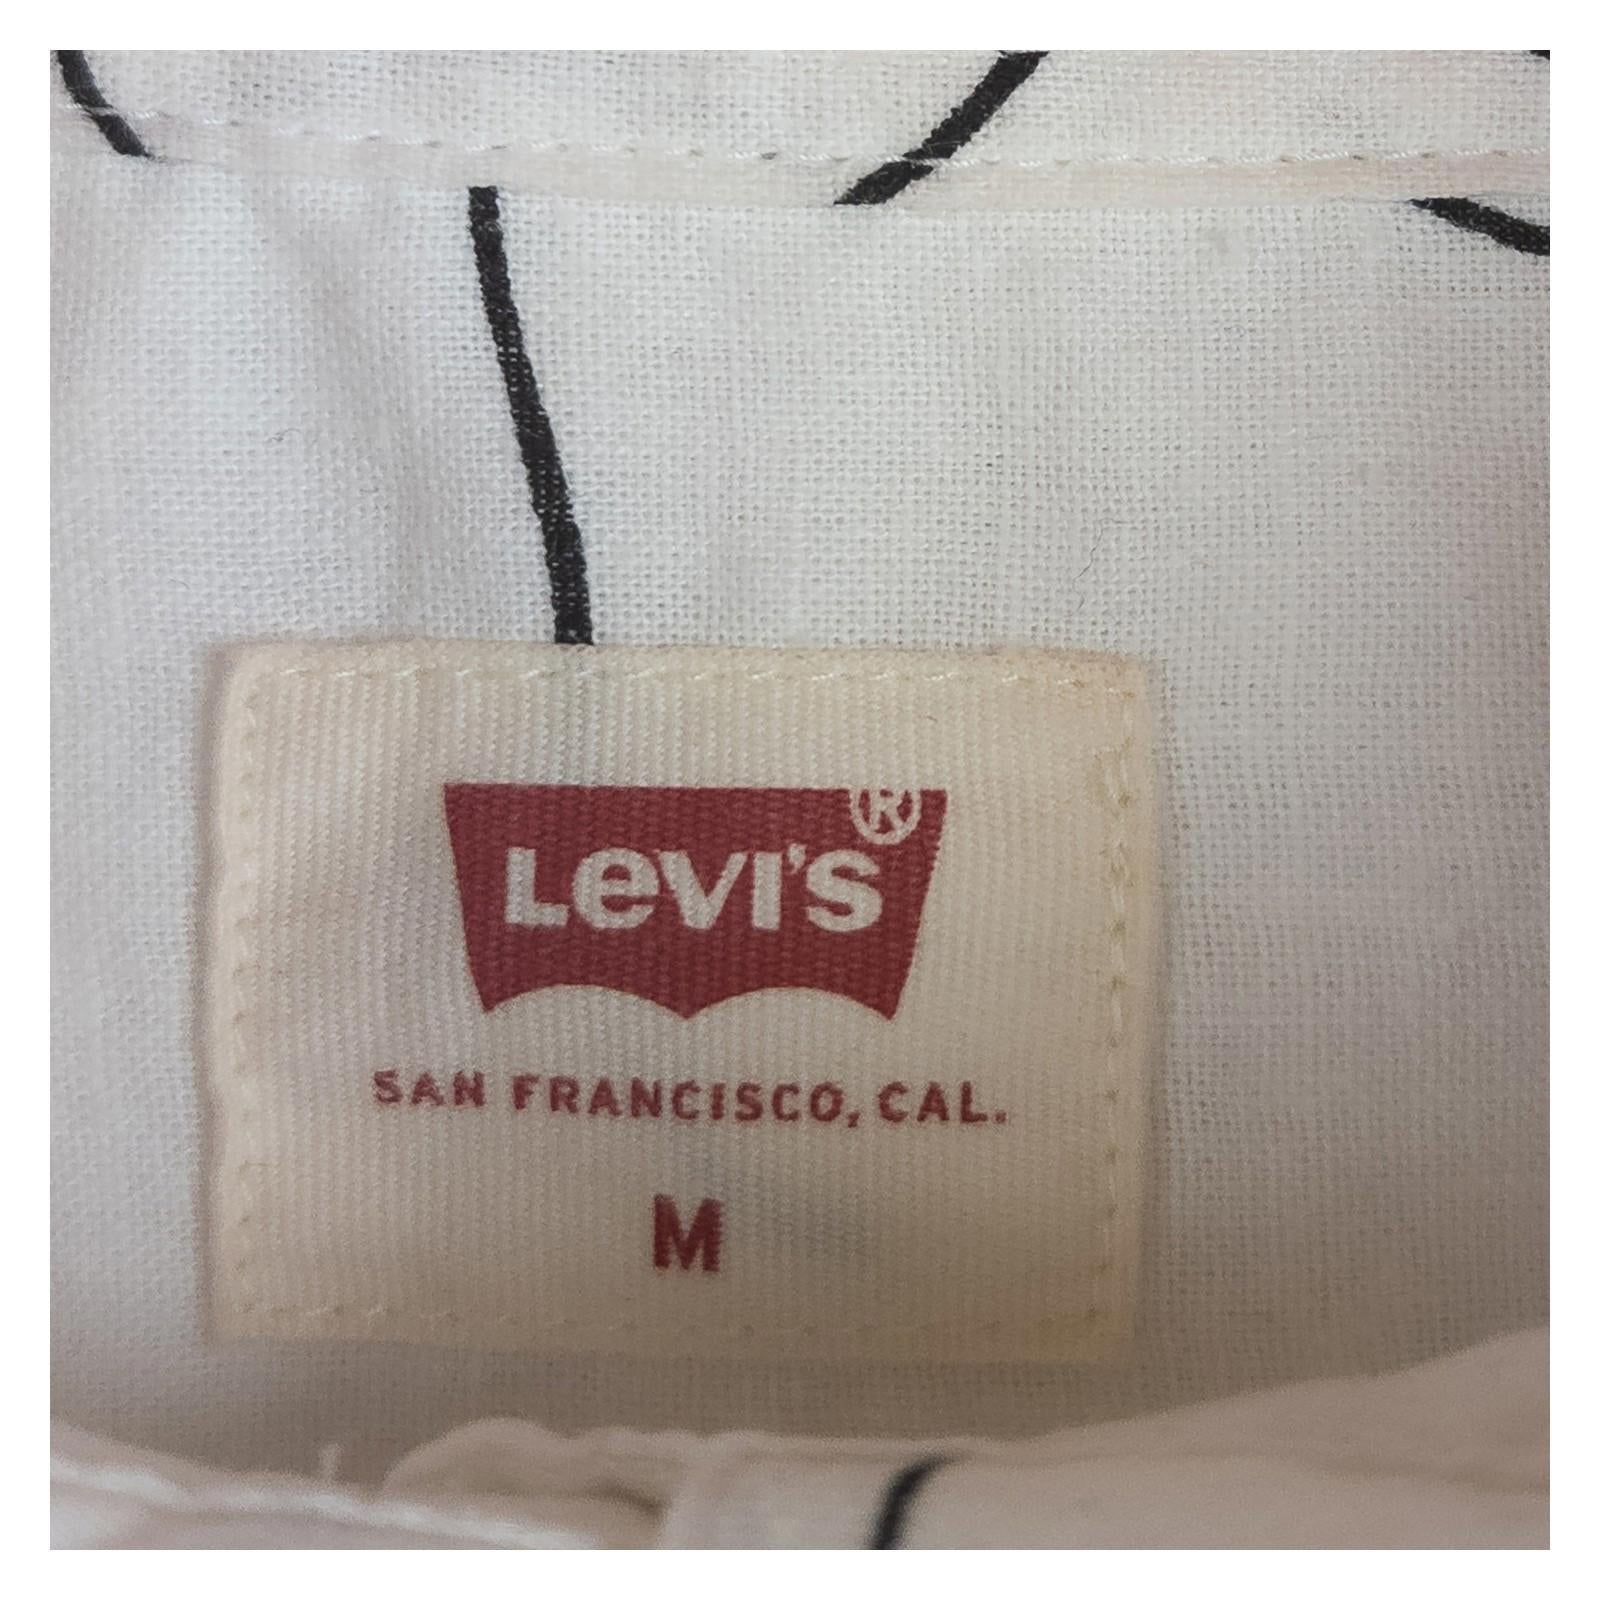 Levi's®
SAN FRANCISCO, CAL.
M